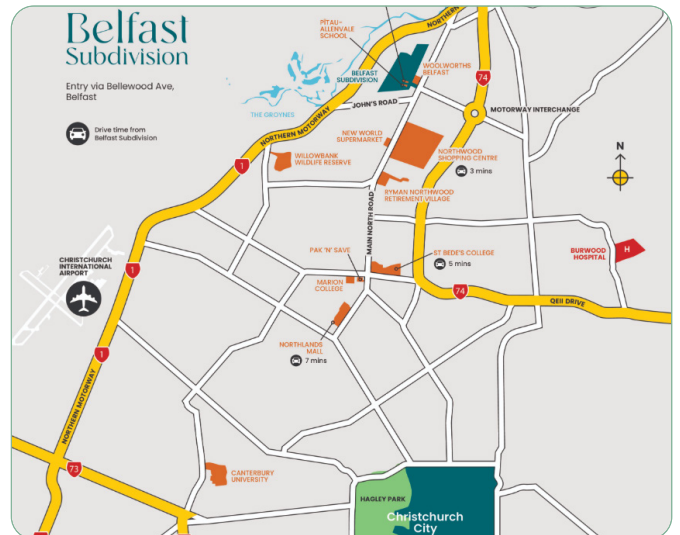 Belfast
Subdivision
Entry via Bellewood Ave,
Belfast
Drive time from
Belfast Subdivision
PĪTAU-
ALLENVALE
SCHOOL
NORTHERN
BELFAST
SUBDIVISION
WOOLWORTHS
BELFAST
74
THE GROYNES
JOHN'S ROAD
MOTORWAY INTERCHANGE
NORTHERN MOTORWAY
NEW WORLD
SUPERMARKET
NORTHWOOD
SHOPPING CENTRE
3 mins
WILLOWBANK
WILDLIFE RESERVE
1
RYMAN NORTHWOOD
RETIREMENT VILLAGE
N
MAIN NORTH ROAD
CHRISTCHURCH
INTERNATIONAL
AIRPORT
1
PAK 'N' SAVE
ST BEDE'S COLLEGE
5 mins
BURWOOD
HOSPITAL
H
MARION
COLLEGE
74
QEII DRIVE
NORTHLANDS
MALL
7 mins
1
NORTHERN MOTORWAY
73
CANTERBURY
UNIVERSITY
HAGLEY PARK
Christchurch
City